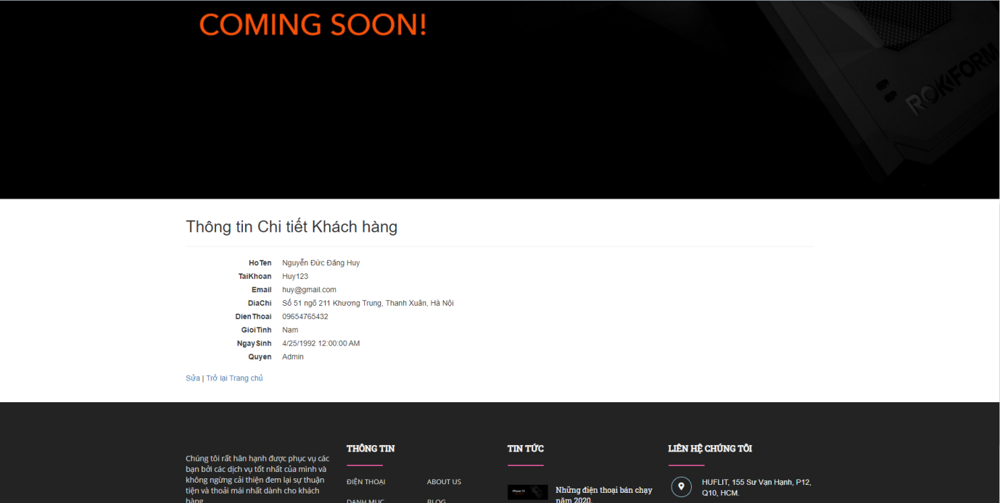 COMING SOON!
ROKFORM
Thông tin Chi tiết Khách hàng
HoTen Nguyễn Đức Đăng Huy
TaiKhoan Huy123
Email huy@gmail.com
DiaChi Số 51 ngõ 211 Khương Trung, Thanh Xuân, Hà Nội
DienThoai 09654765432
GioiTinh Nam
NgaySinh 4/25/1992 12:00:00 AM
Quyen Admin
Sửa | Trở lại Trang chủ
Chúng tôi rất hân hạnh được phục vụ các
bạn bởi các dịch vụ tốt nhất của mình và
không ngừng cải thiện đem lại sự thuận
tiện và thoải mái nhất dành cho khách
hàng
THÔNG TIN
ĐIỆN THOẠI
ABOUT US
DANH MỤC
BLOG
TIN TỨC
Những điện thoại bán chạy
năm 2020.
LIÊN HỆ CHÚNG TÔI
HUFLIT, 155 Sư Vạn Hạnh, P12,
Q10, HCM.